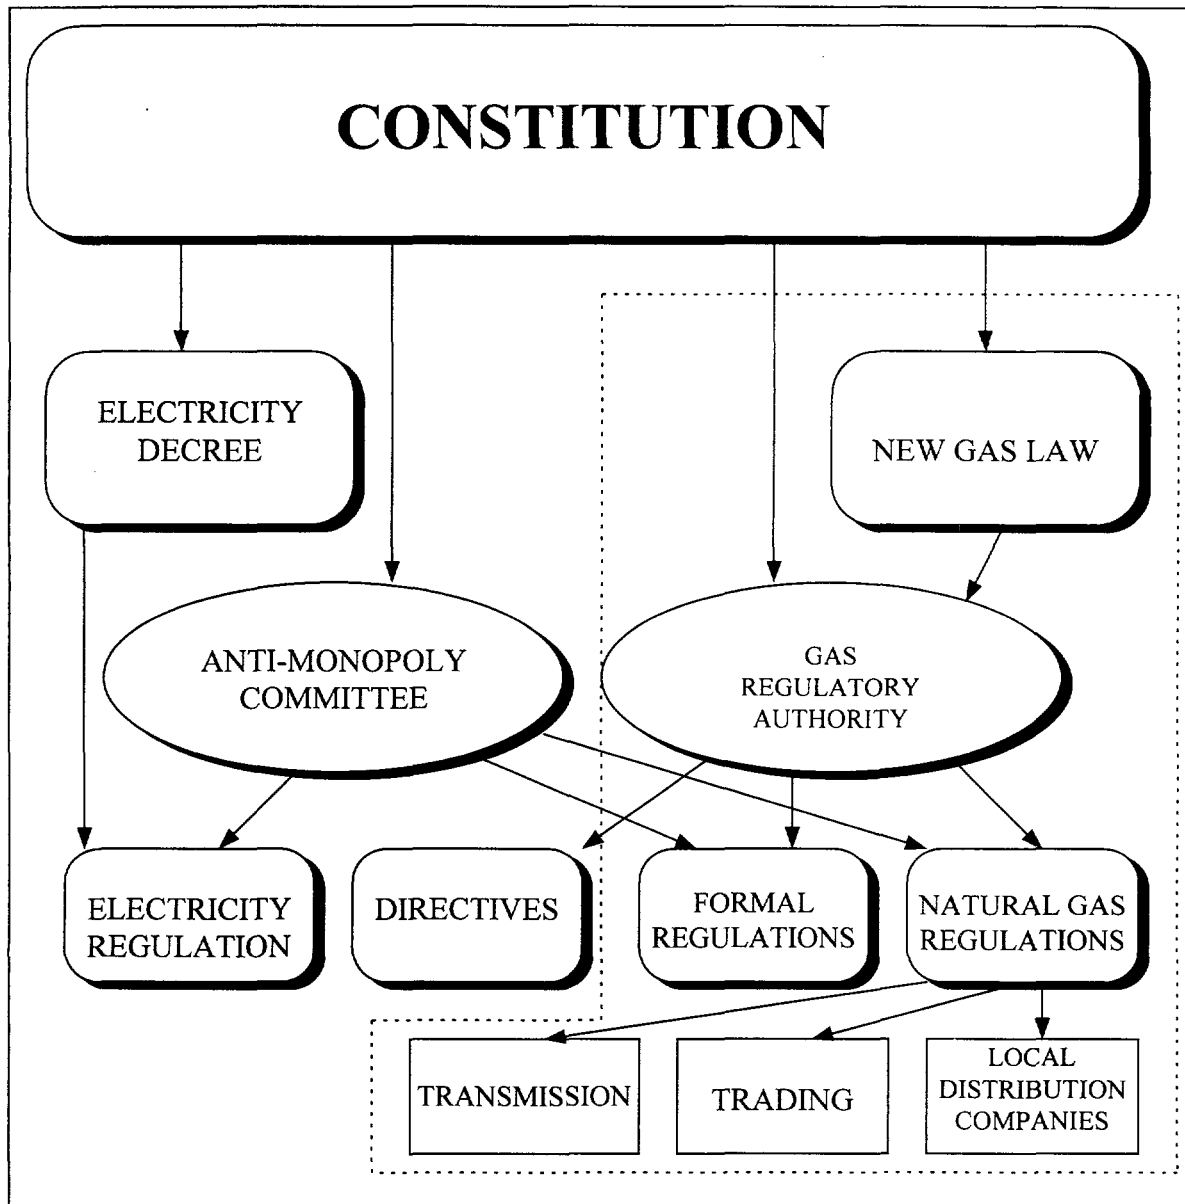 CONSTITUTION
ELECTRICITY
DECREE
NEW GAS LAW
ANTI-MONOPOLY
COMMITTEE
GAS
REGULATORY
AUTHORITY
ELECTRICITY
REGULATION
DIRECTIVES
FORMAL
REGULATIONS
NATURAL GAS
REGULATIONS
TRANSMISSION
TRADING
LOCAL
DISTRIBUTION
COMPANIES